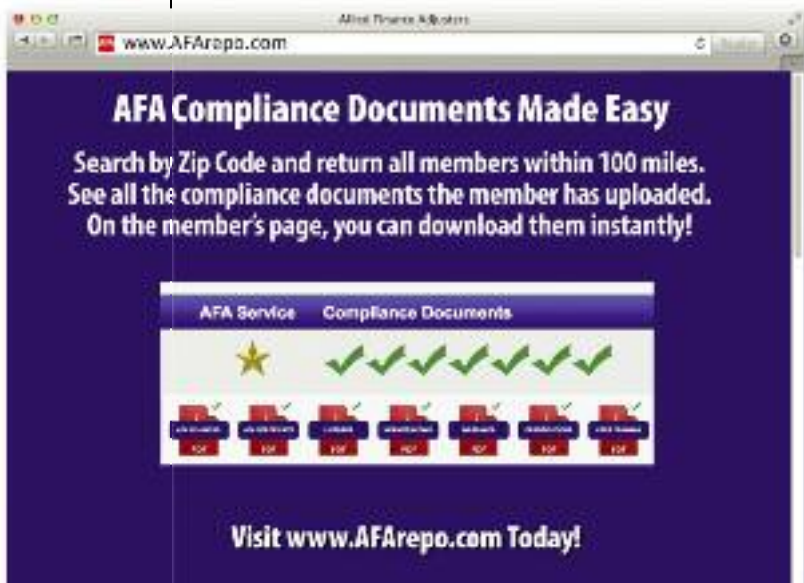 Allied Finance Adjusters
www.AFArepo.com
AFA Compliance Documents Made Easy
Search by Zip Code and return all members within 100 miles.
See all the compliance documents the member has uploaded.
On the member's page, you can download them instantly!
AFA Service Compliance Documents
PDF PDF PDF PDF PDF PDF PDF
Visit www.AFArepo.com Today!